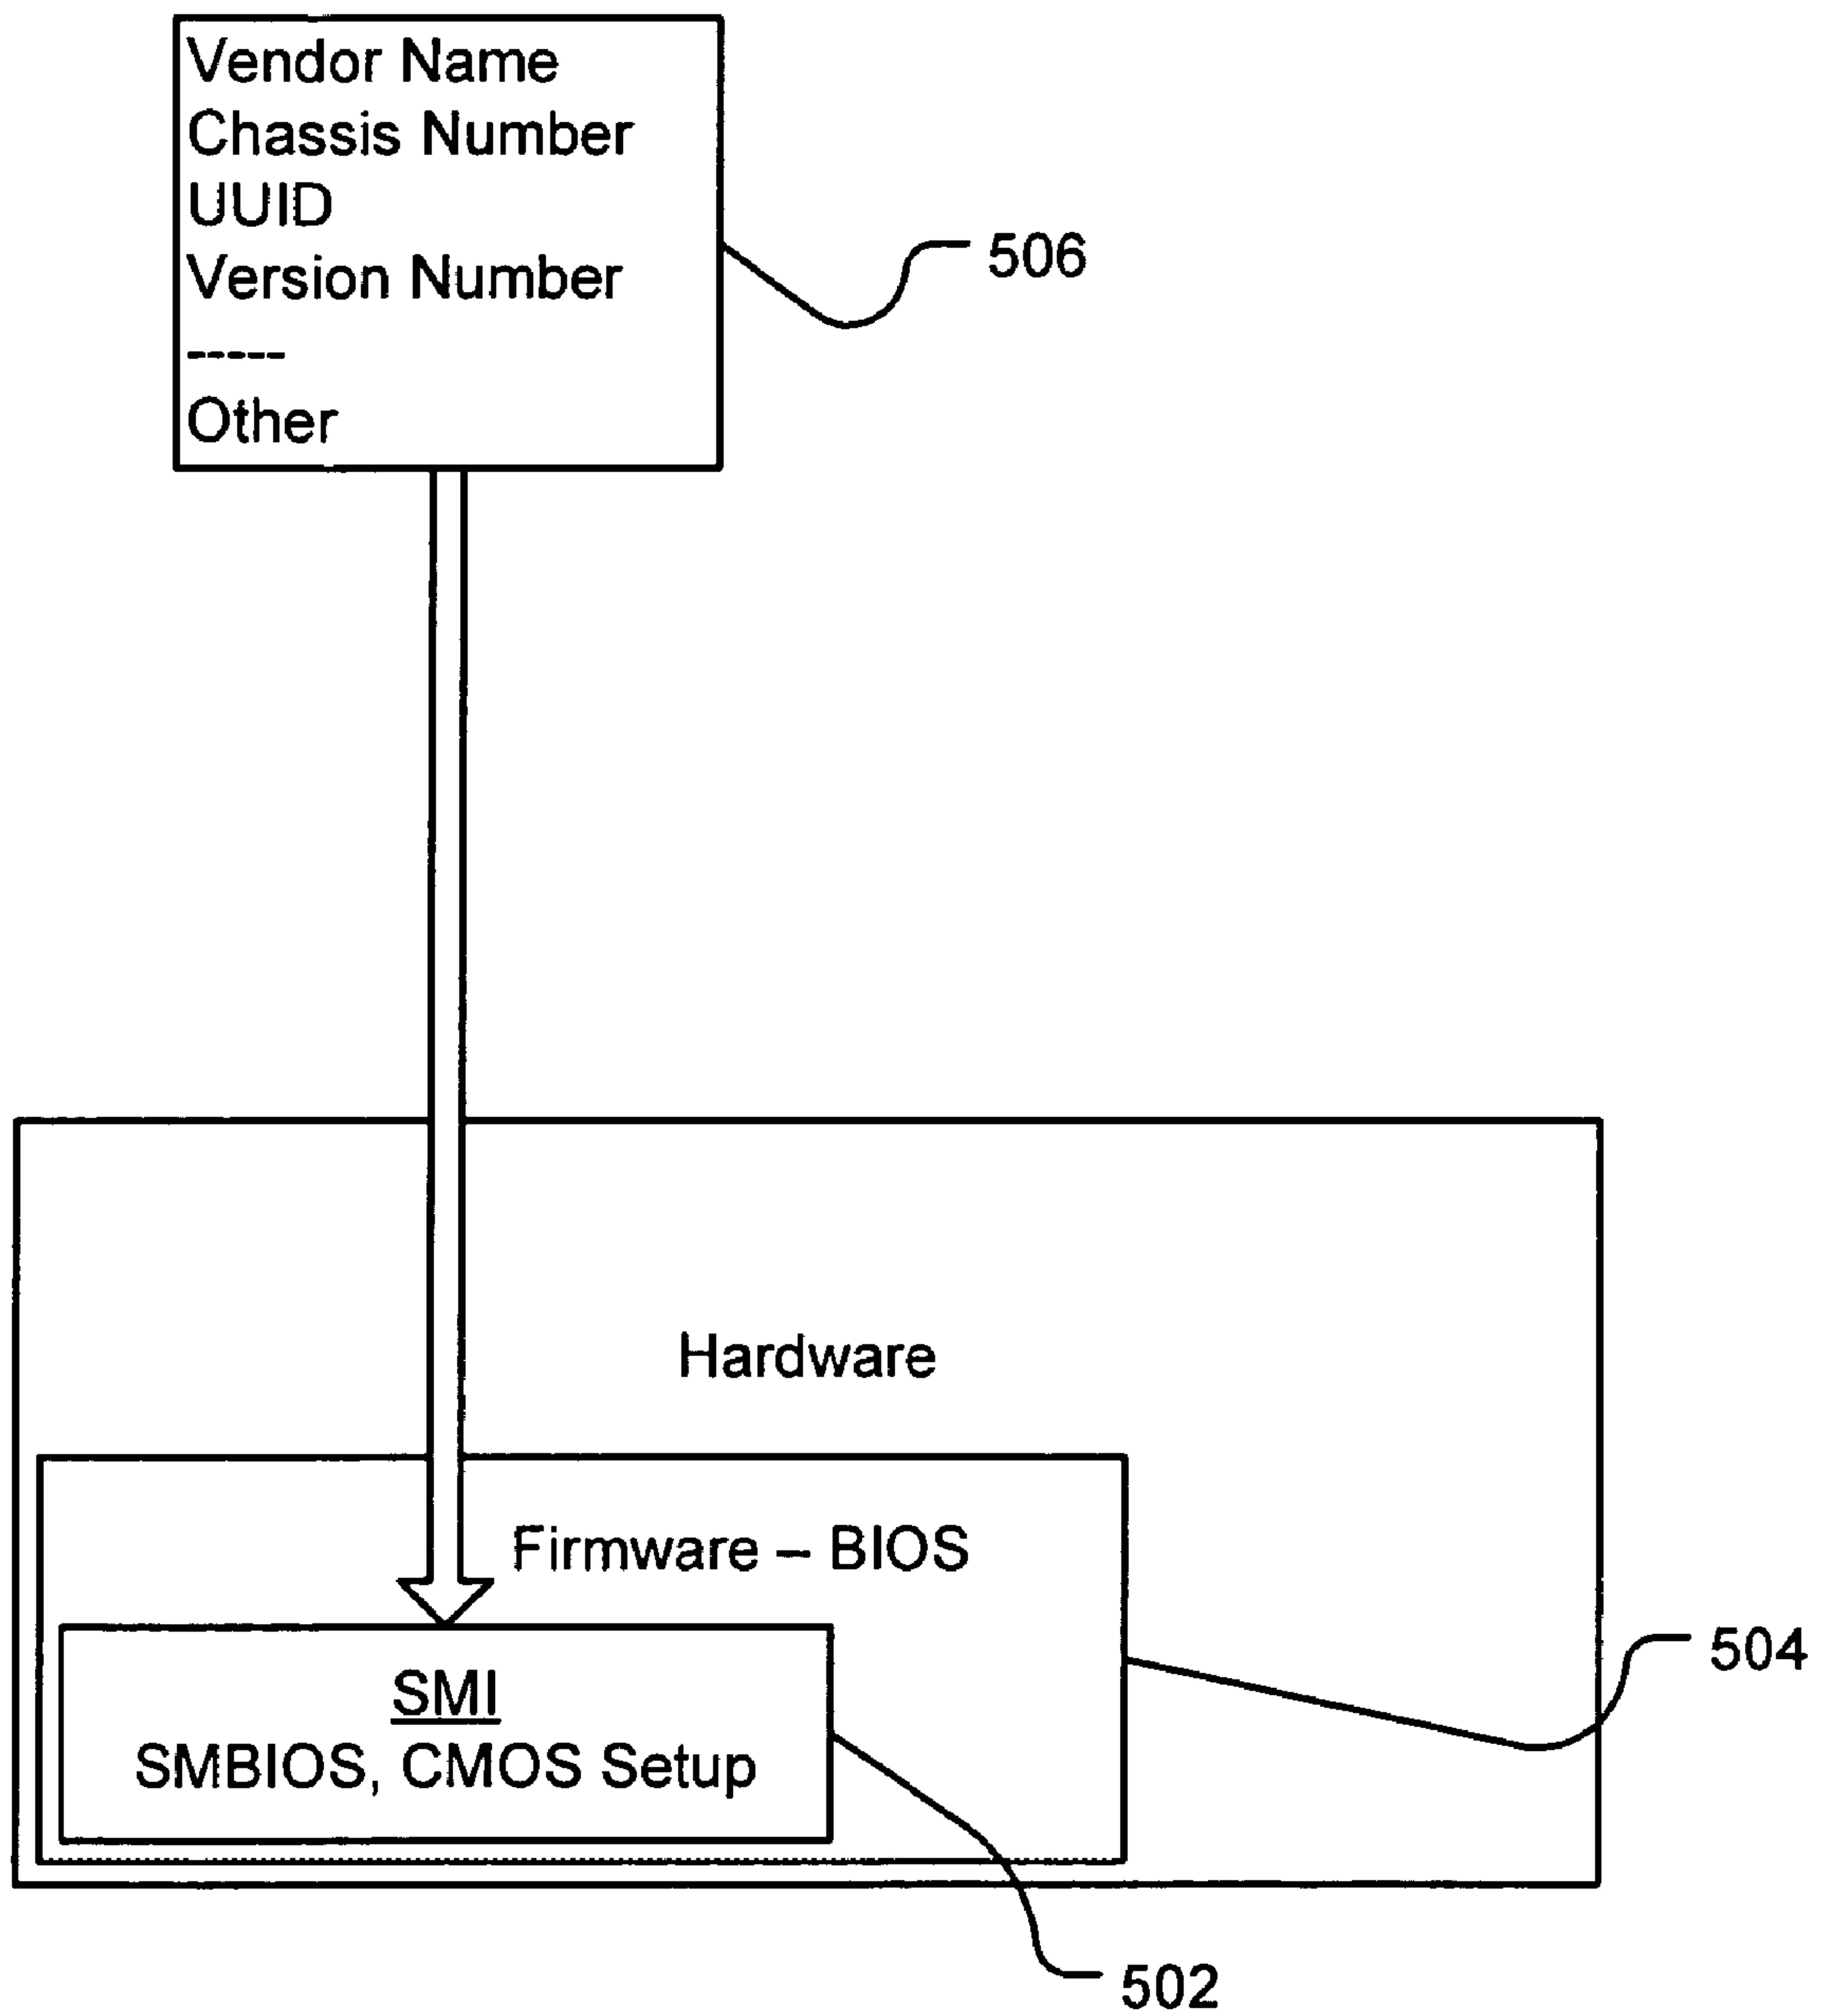 Vendor Name
Chassis Number
UUID
Version Number
-----
Other
506
Hardware
Firmware – BIOS
SMI
SMBIOS, CMOS Setup
504
502